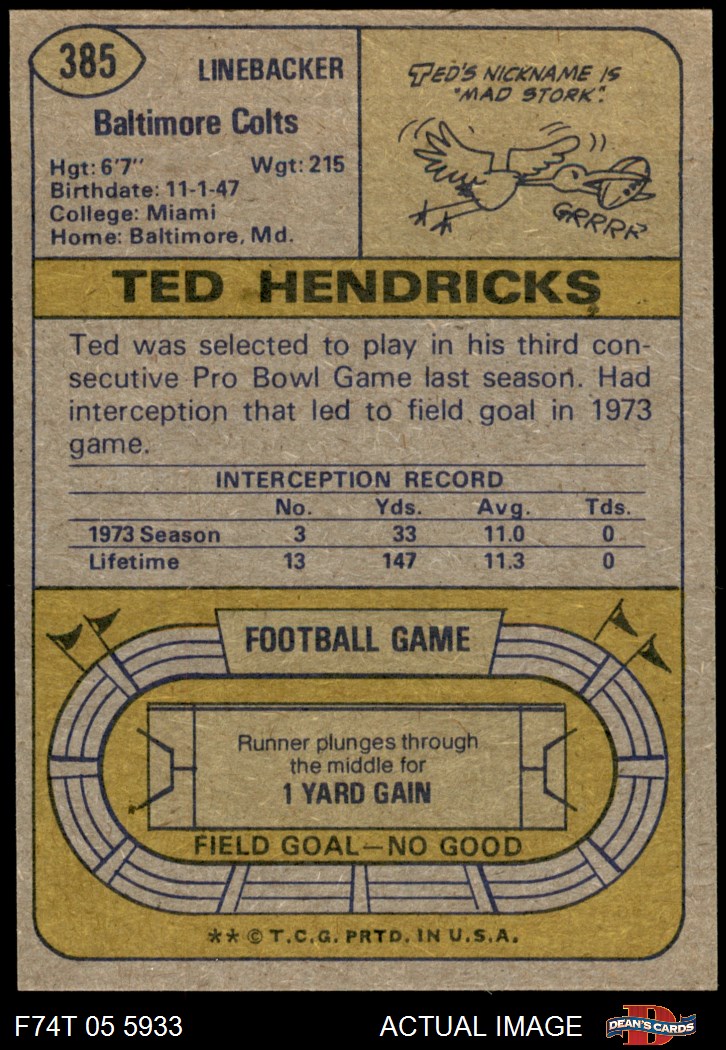 385
LINEBACKER
Baltimore Colts
Hgt: 6'7" Wgt: 215
Birthdate: 11-1-47
College: Miami
Home: Baltimore, Md.
TED'S NICKNAME IS
"MAD STORK".
GRRRR
TED HENDRICKS
Ted was selected to play in his third con-
secutive Pro Bowl Game last season. Had
interception that led to field goal in 1973
game.
INTERCEPTION RECORD
No. Yds. Avg. Tds.
1973 Season 3 33 11.0 0
Lifetime 13 147 11.3 0
FOOTBALL GAME
Runner plunges through
the middle for
1 YARD GAIN
FIELD GOAL—NO GOOD
** © T.C.G. PRTD. IN U.S.A.
F74T 05 5933 ACTUAL IMAGE
D
DEAN'S CARDS